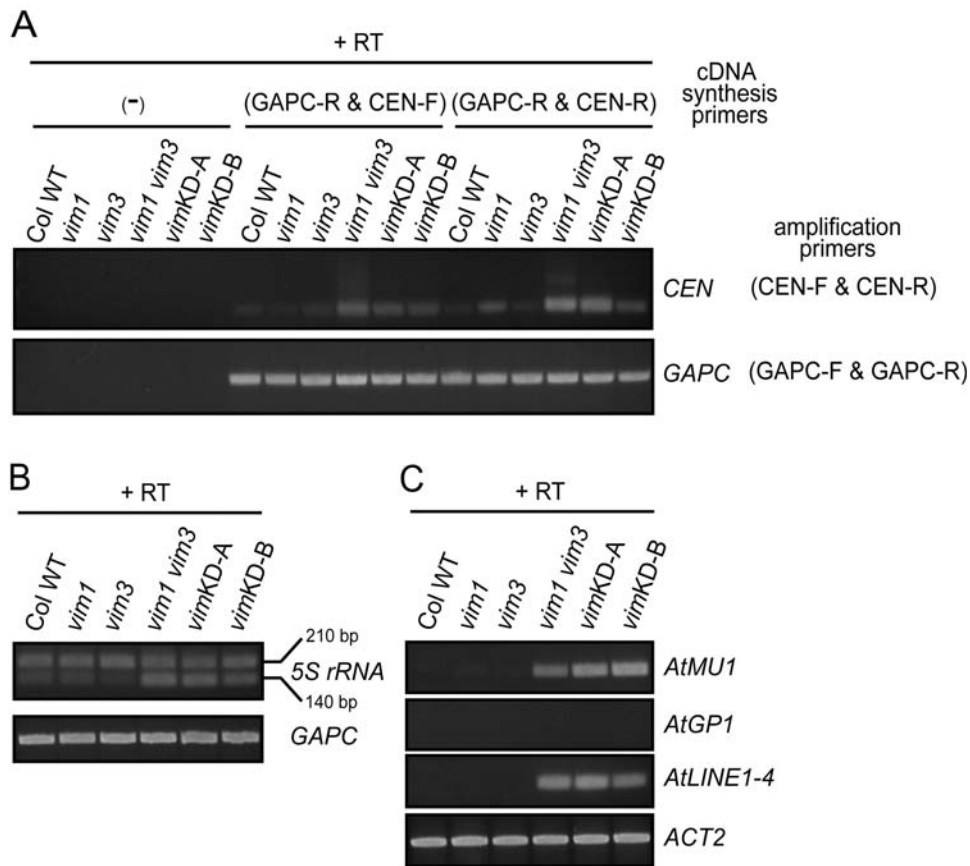 A
+ RT
cDNA
synthesis
primers
(-)
(GAPC-R & CEN-F)
(GAPC-R & CEN-R)
Col WT
vim1
vim3
vim1 vim3
vimKD-A
vimKD-B
Col WT
vim1
vim3
vim1 vim3
vimKD-A
vimKD-B
Col WT
vim1
vim3
vim1 vim3
vimKD-A
vimKD-B
amplification
primers
CEN
(CEN-F & CEN-R)
GAPC
(GAPC-F & GAPC-R)
B
+ RT
Col WT
vim1
vim3
vim1 vim3
vimKD-A
vimKD-B
210 bp
5S rRNA
140 bp
GAPC
C
+ RT
Col WT
vim1
vim3
vim1 vim3
vimKD-A
vimKD-B
AtMU1
AtGP1
AtLINE1-4
ACT2